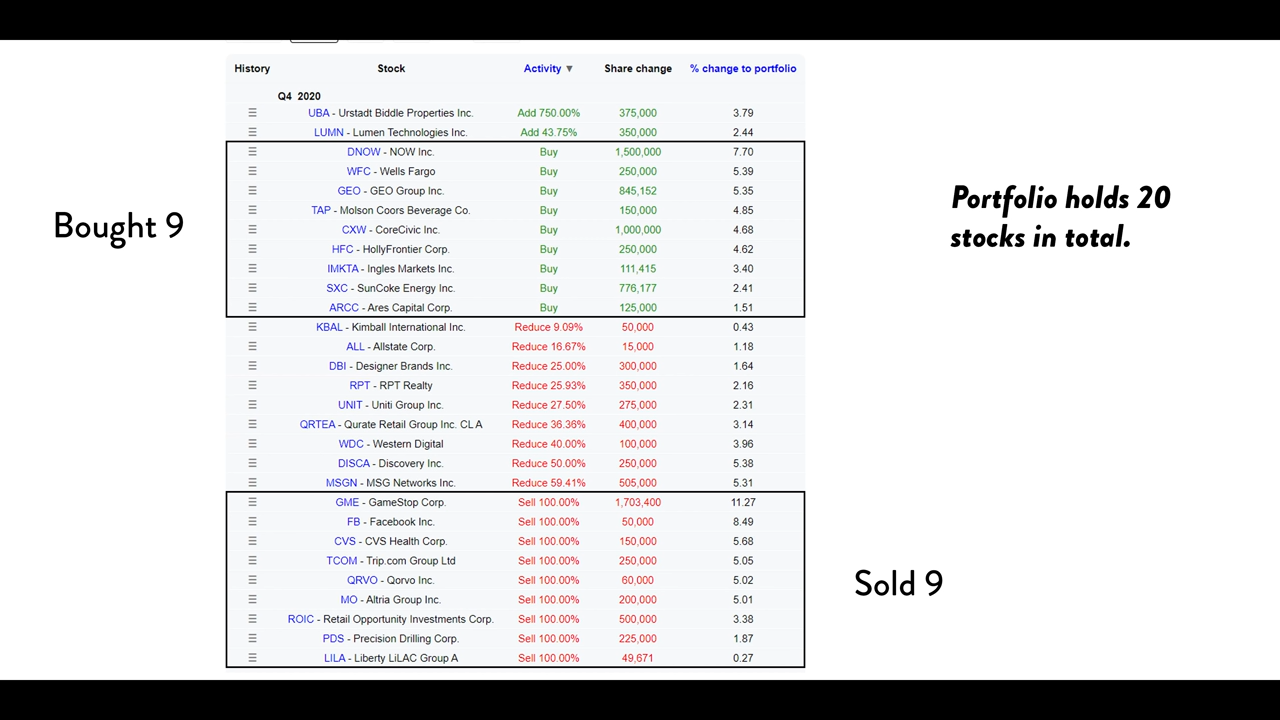 History Stock Activity ▼ Share change % change to portfolio
Q4 2020
UBA - Urstadt Biddle Properties Inc. Add 750.00% 375,000 3.79
LUMN - Lumen Technologies Inc. Add 43.75% 350,000 2.44
DNOW - NOW Inc. Buy 1,500,000 7.70
WFC - Wells Fargo Buy 250,000 5.39
GEO - GEO Group Inc. Buy 845,152 5.35
TAP - Molson Coors Beverage Co. Buy 150,000 4.85
CXW - CoreCivic Inc. Buy 1,000,000 4.68
HFC - HollyFrontier Corp. Buy 250,000 4.62
IMKTA - Ingles Markets Inc. Buy 111,415 3.40
SXC - SunCoke Energy Inc. Buy 776,177 2.41
ARCC - Ares Capital Corp. Buy 125,000 1.51
KBAL - Kimball International Inc. Reduce 9.09% 50,000 0.43
ALL - Allstate Corp. Reduce 16.67% 15,000 1.18
DBI - Designer Brands Inc. Reduce 25.00% 300,000 1.64
RPT - RPT Realty Reduce 25.93% 350,000 2.16
UNIT - Uniti Group Inc. Reduce 27.50% 275,000 2.31
QRTEA - Qurate Retail Group Inc. CL A Reduce 36.36% 400,000 3.14
WDC - Western Digital Reduce 40.00% 100,000 3.96
DISCA - Discovery Inc. Reduce 50.00% 250,000 5.38
MSGN - MSG Networks Inc. Reduce 59.41% 505,000 5.31
GME - GameStop Corp. Sell 100.00% 1,703,400 11.27
FB - Facebook Inc. Sell 100.00% 50,000 8.49
CVS - CVS Health Corp. Sell 100.00% 150,000 5.68
TCOM - Trip.com Group Ltd Sell 100.00% 250,000 5.05
QRVO - Qorvo Inc. Sell 100.00% 60,000 5.02
MO - Altria Group Inc. Sell 100.00% 200,000 5.01
ROIC - Retail Opportunity Investments Corp. Sell 100.00% 500,000 3.38
PDS - Precision Drilling Corp. Sell 100.00% 225,000 1.87
LILA - Liberty LiLAC Group A Sell 100.00% 49,671 0.27
Bought 9
Portfolio holds 20
stocks in total.
Sold 9